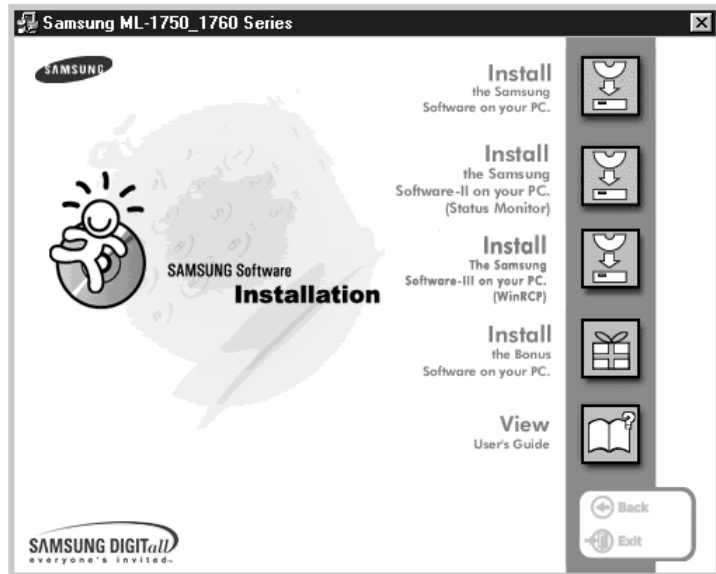 Samsung ML-1750_1760 Series
SAMSUNG
Install
the Samsung
Software on your PC.
Install
the Samsung
Software-II on your PC.
(Status Monitor)
Install
The Samsung
Software-III on your PC.
(WinRCP)
SAMSUNG Software
Installation
Install
the Bonus
Software on your PC.
View
User's Guide
Back
Exit
SAMSUNG DIGITall
everyone's invited™